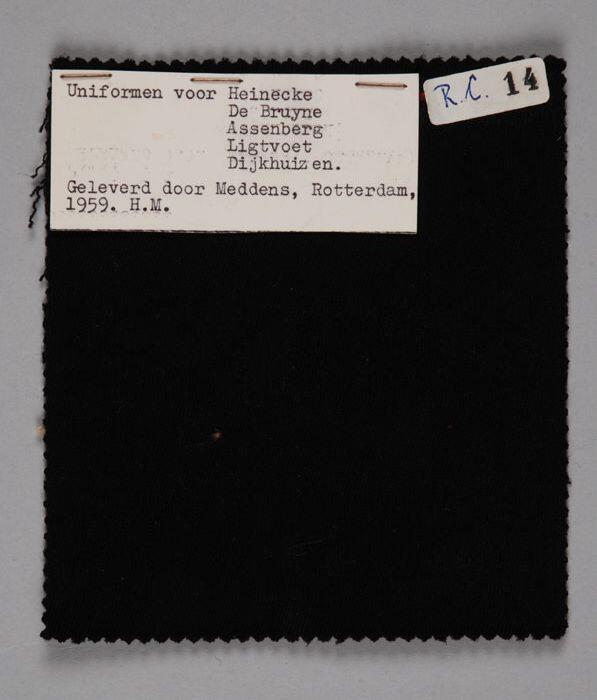 Uniformen voor Heinecke
De Bruyne
Assenberg
Ligtvoet
Dijkhuizen.
Geleverd door Meddens, Rotterdam,
1959. H.M.
R.C. 14